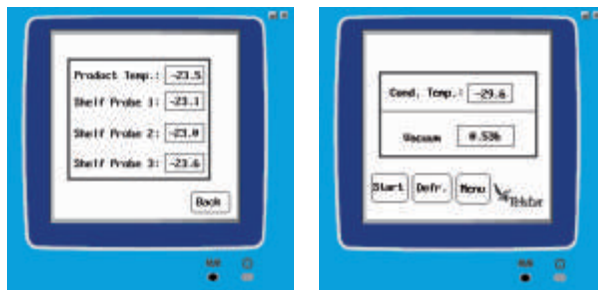 Product Temp.: -23.5
Shelf Probe 1: -23.1
Shelf Probe 2: -23.0
Shelf Probe 3: -23.6
Back
Cond. Temp.: -29.6
Vacuum 0.536
Start Defr. Menu